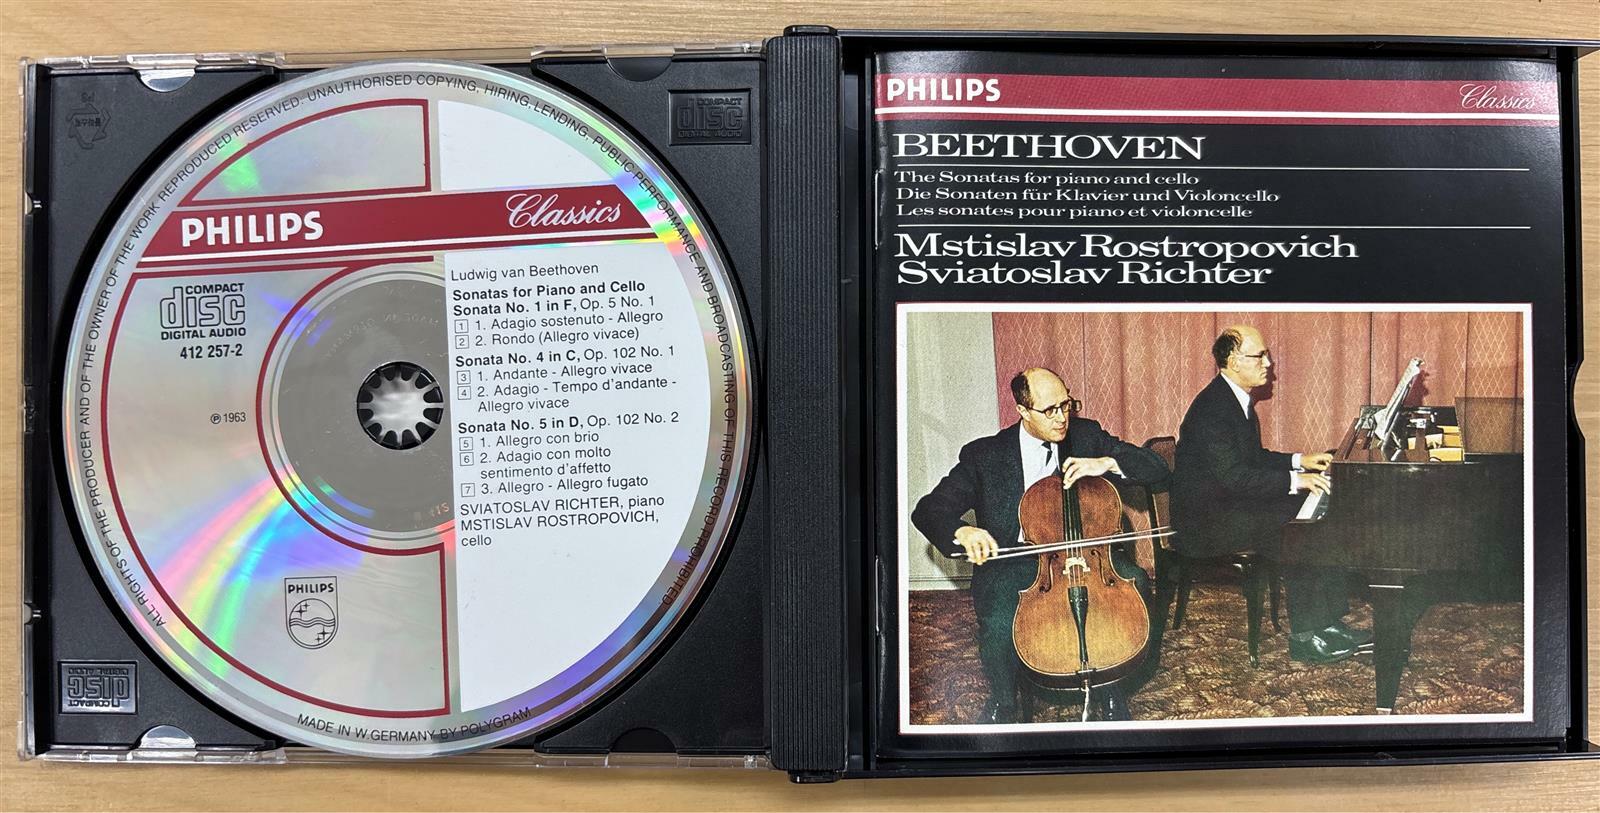 ALL RIGHTS OF THE PRODUCER AND OF THE OWNER OF THE WORK REPRODUCED RESERVED. UNAUTHORISED COPYING, HIRING, LENDING, PUBLIC PERFORMANCE AND BROADCASTING OF THIS RECORD PROHIBITED
PHILIPS Classics
COMPACT
disc
DIGITAL AUDIO
412 257-2
℗ 1963
Ludwig van Beethoven
Sonatas for Piano and Cello
Sonata No. 1 in F, Op. 5 No. 1
1 1. Adagio sostenuto - Allegro
2 2. Rondo (Allegro vivace)
Sonata No. 4 in C, Op. 102 No. 1
3 1. Andante - Allegro vivace
4 2. Adagio - Tempo d'andante -
Allegro vivace
Sonata No. 5 in D, Op. 102 No. 2
5 1. Allegro con brio
6 2. Adagio con molto
sentimento d'affetto
7 3. Allegro - Allegro fugato
SVIATOSLAV RICHTER, piano
MSTISLAV ROSTROPOVICH,
cello
PHILIPS
MADE IN W.GERMANY BY POLYGRAM
COMPACT
disc
DIGITAL AUDIO
COMPACT
disc
DIGITAL AUDIO
PHILIPS Classics
BEETHOVEN
The Sonatas for piano and cello
Die Sonaten für Klavier und Violoncello
Les sonates pour piano et violoncelle
Mstislav Rostropovich
Sviatoslav Richter